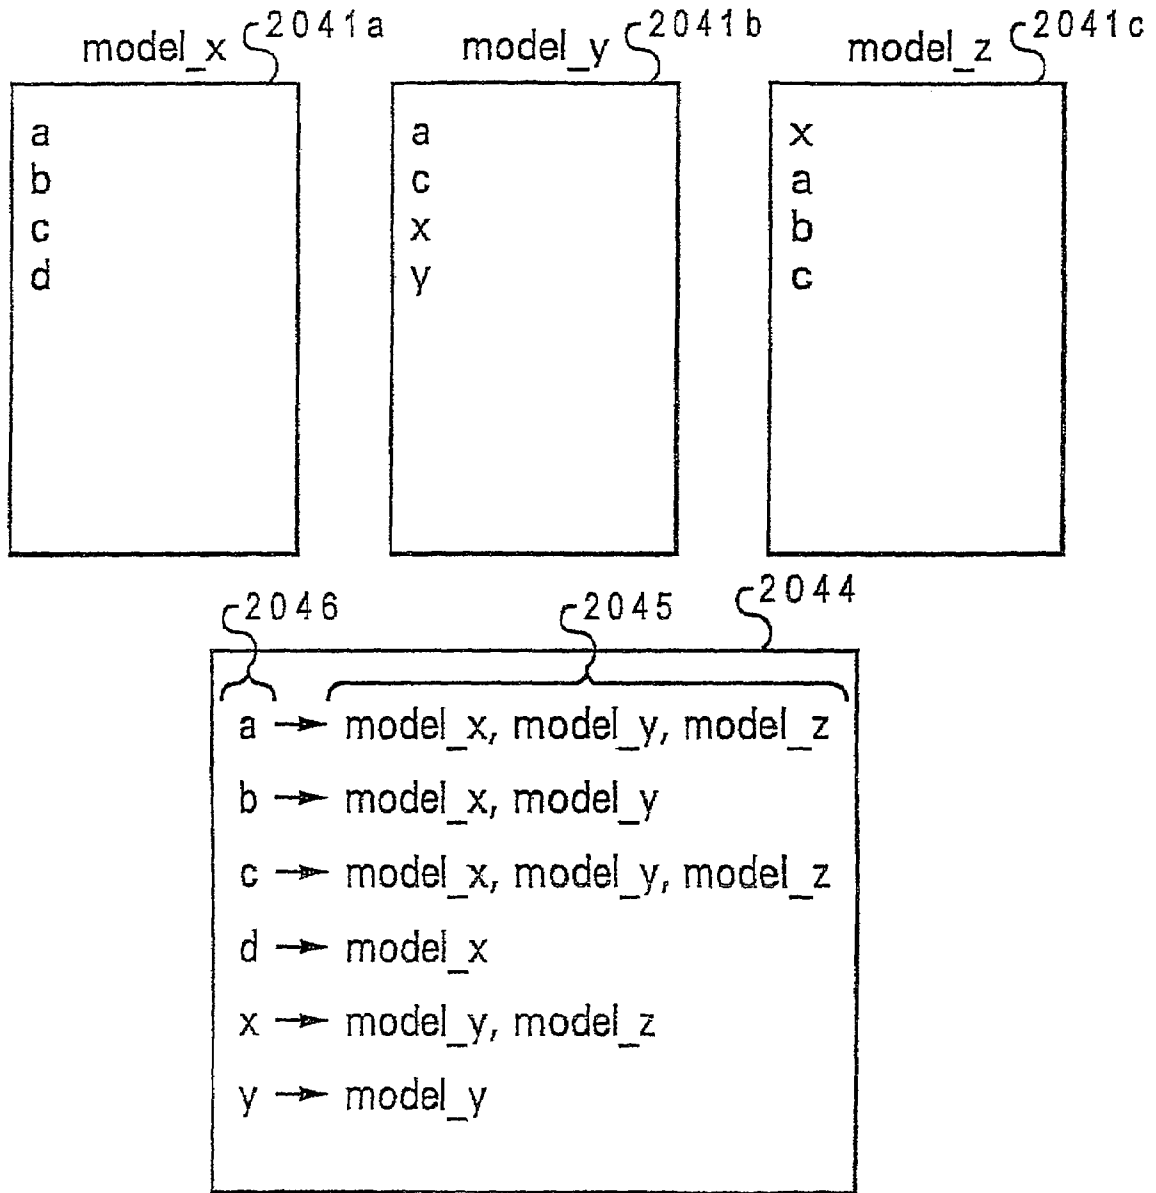 model_x 2041a
a
b
c
d
model_y 2041b
a
c
x
y
model_z 2041c
x
a
b
c
2046 2045 2044
a → model_x, model_y, model_z
b → model_x, model_y
c → model_x, model_y, model_z
d → model_x
x → model_y, model_z
y → model_y